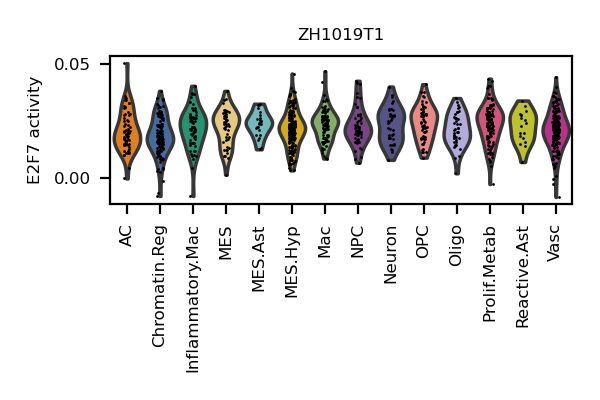 ZH1019T1
E2F7 activity
0.05
0.00
AC
Chromatin.Reg
Inflammatory.Mac
MES
MES.Ast
MES.Hyp
Mac
NPC
Neuron
OPC
Oligo
Prolif.Metab
Reactive.Ast
Vasc